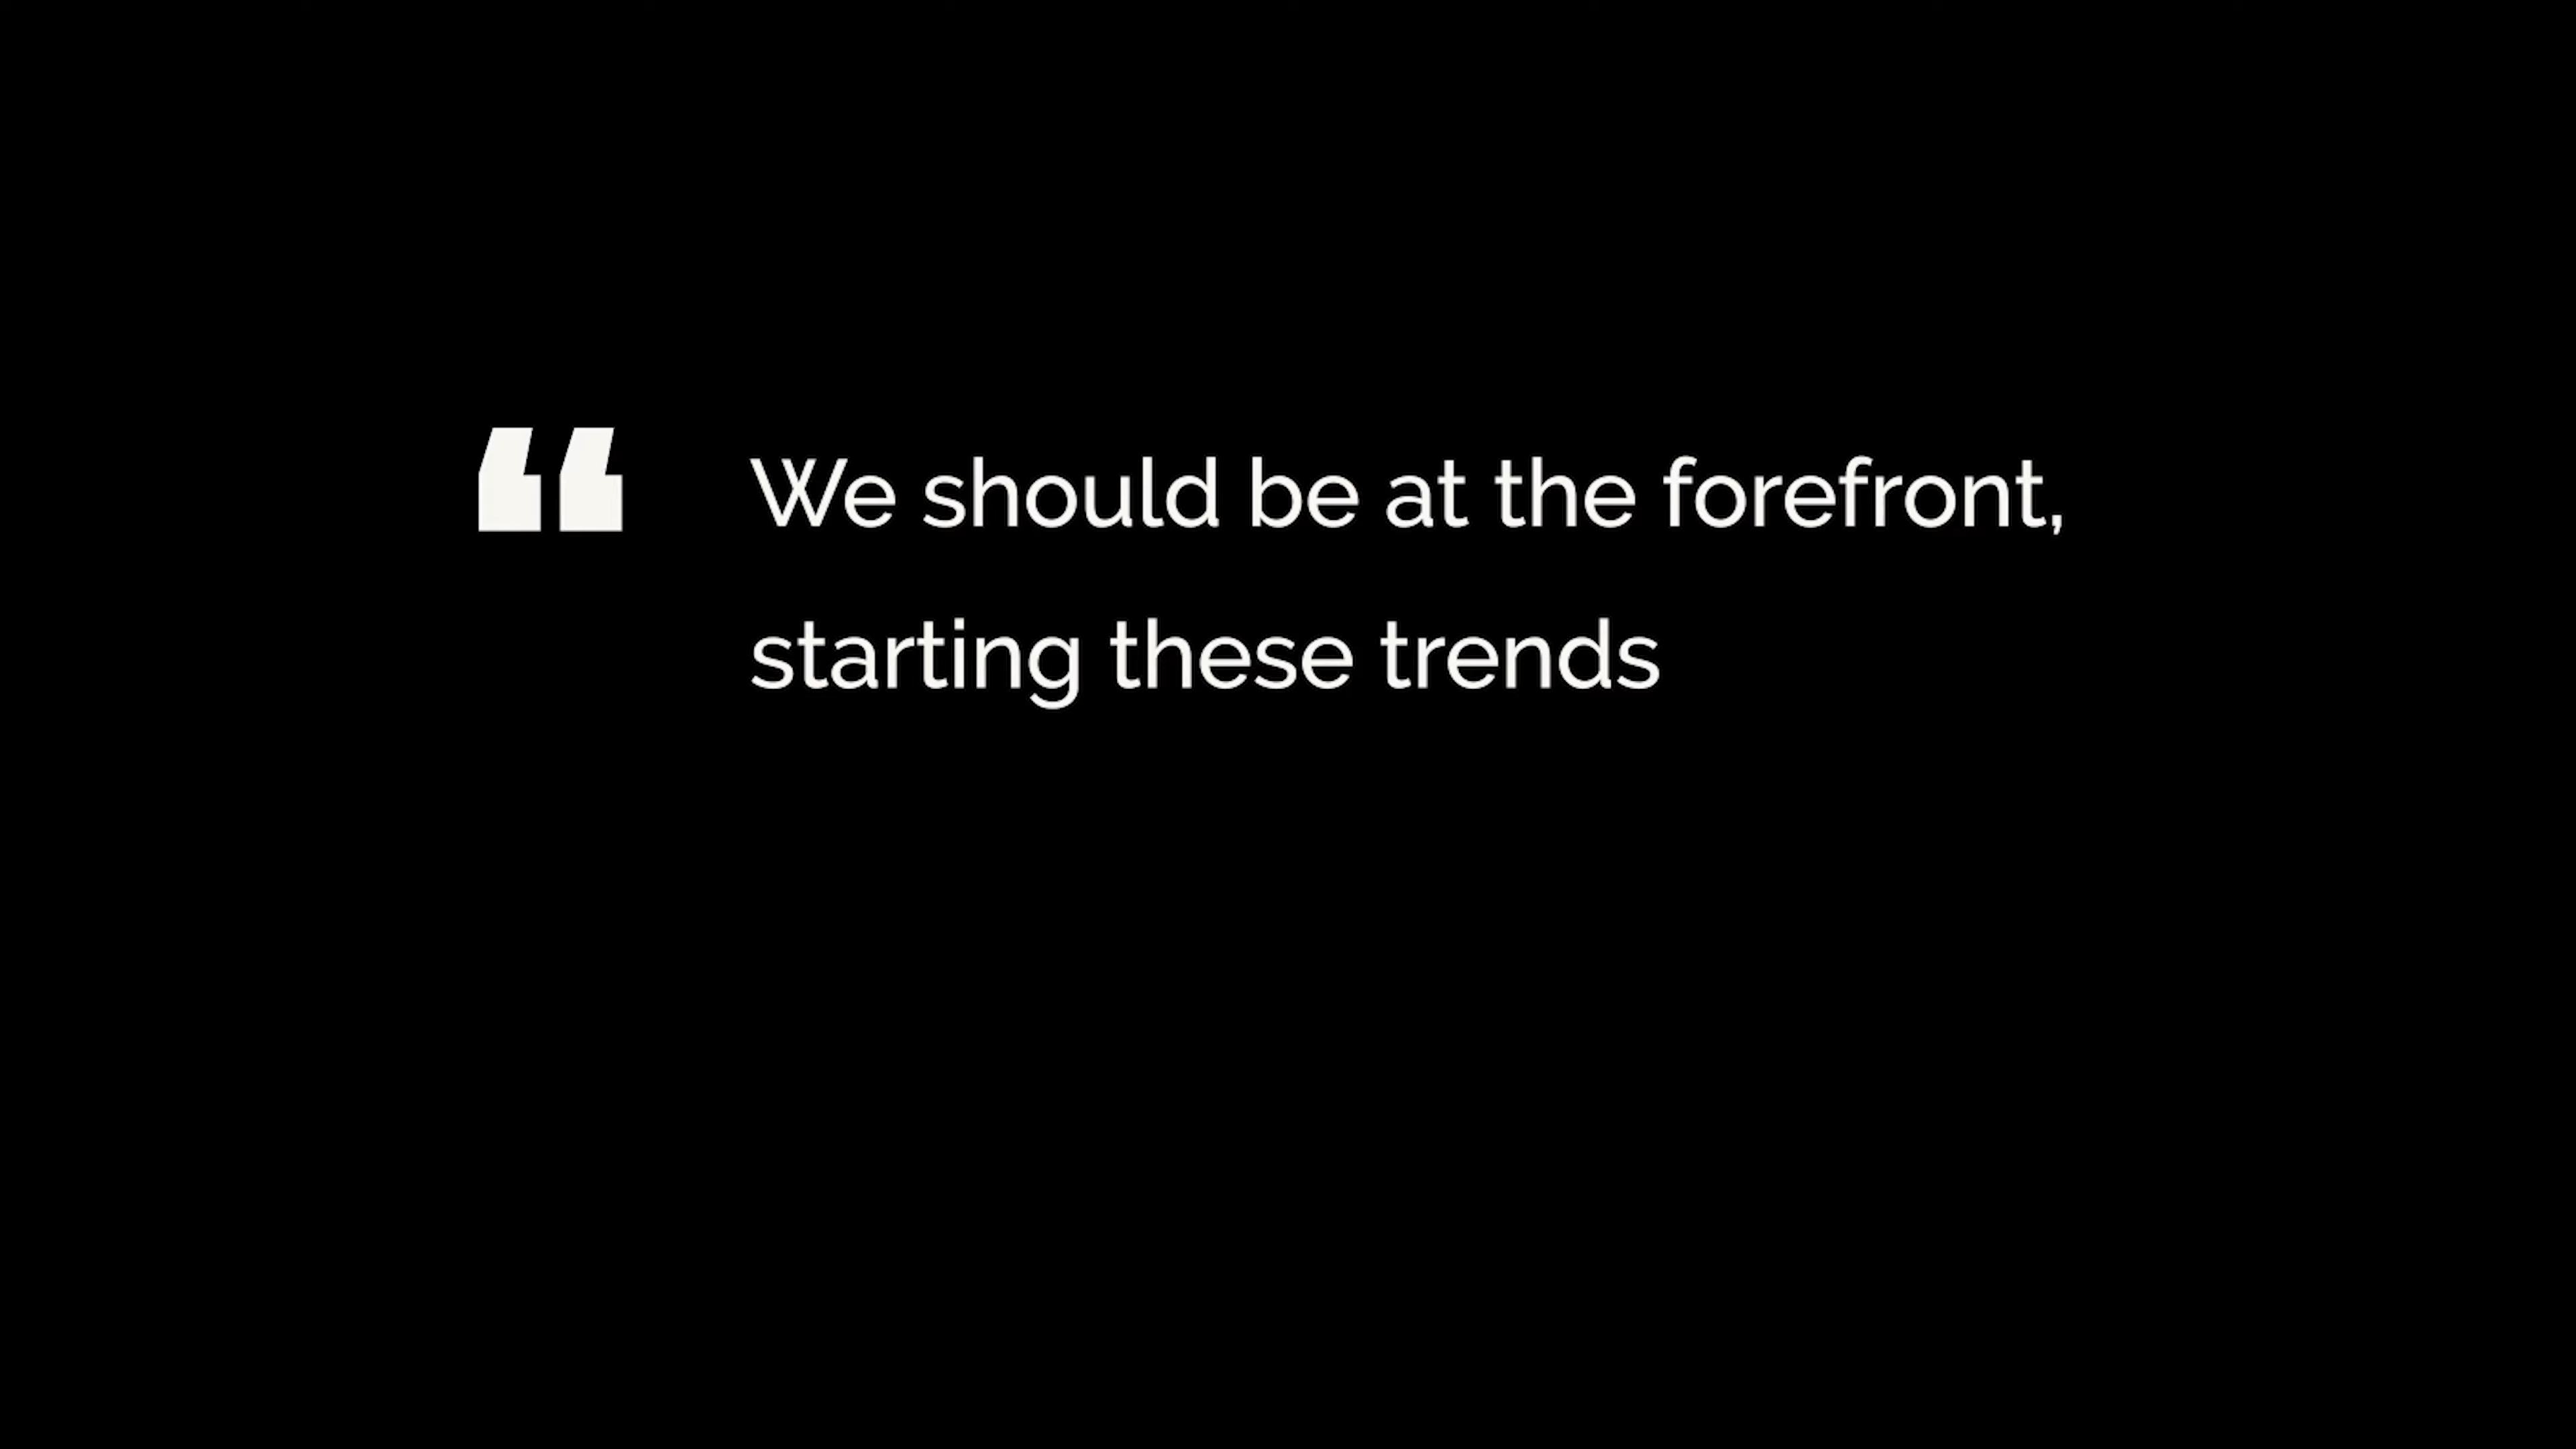 “ We should be at the forefront,
starting these trends